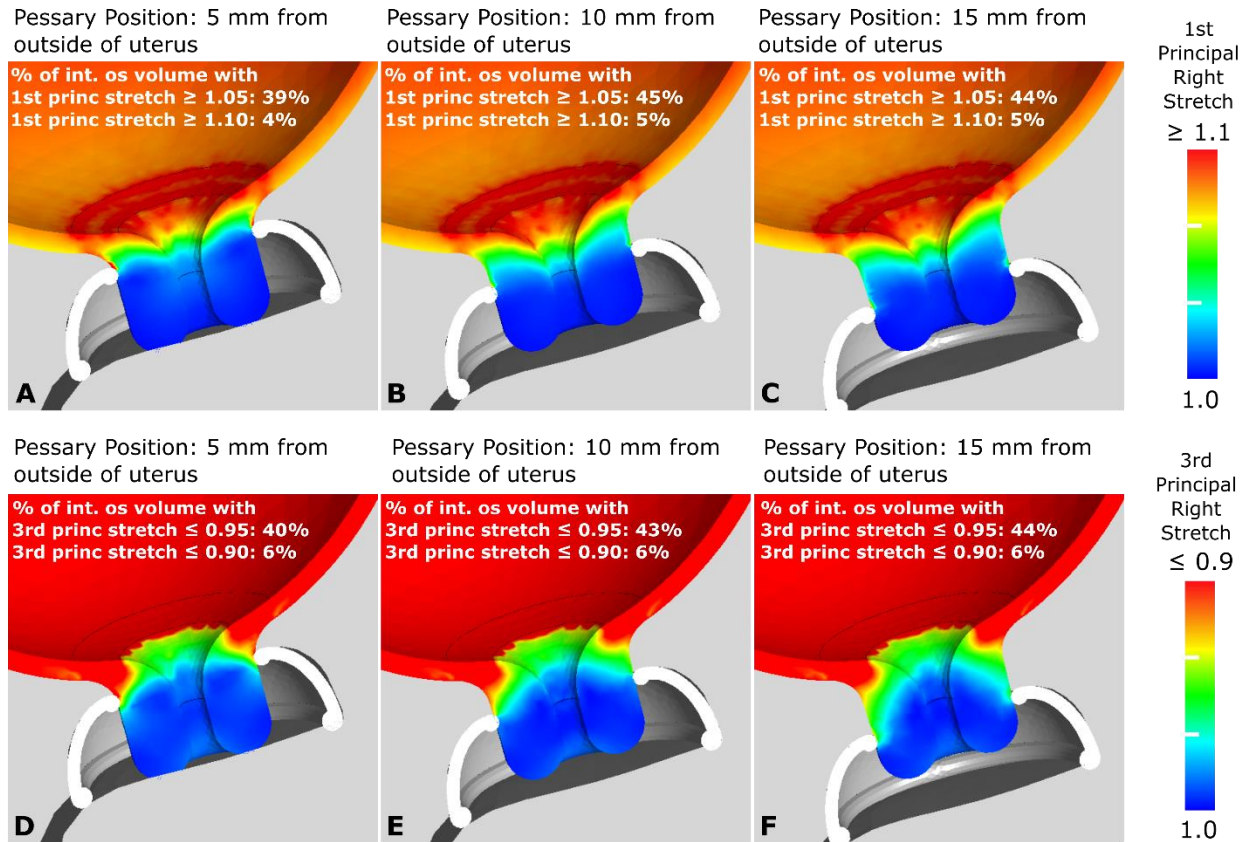 Pessary Position: 5 mm from
outside of uterus
% of int. os volume with
1st princ stretch ≥ 1.05: 39%
1st princ stretch ≥ 1.10: 4%
A
Pessary Position: 10 mm from
outside of uterus
% of int. os volume with
1st princ stretch ≥ 1.05: 45%
1st princ stretch ≥ 1.10: 5%
B
Pessary Position: 15 mm from
outside of uterus
% of int. os volume with
1st princ stretch ≥ 1.05: 44%
1st princ stretch ≥ 1.10: 5%
C
1st
Principal
Right
Stretch
≥ 1.1
1.0
Pessary Position: 5 mm from
outside of uterus
% of int. os volume with
3rd princ stretch ≤ 0.95: 40%
3rd princ stretch ≤ 0.90: 6%
D
Pessary Position: 10 mm from
outside of uterus
% of int. os volume with
3rd princ stretch ≤ 0.95: 43%
3rd princ stretch ≤ 0.90: 6%
E
Pessary Position: 15 mm from
outside of uterus
% of int. os volume with
3rd princ stretch ≤ 0.95: 44%
3rd princ stretch ≤ 0.90: 6%
F
3rd
Principal
Right
Stretch
≤ 0.9
1.0